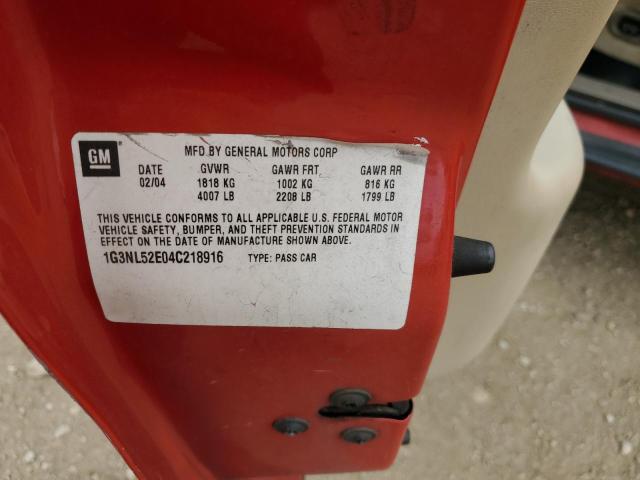 GM
MFD BY GENERAL MOTORS CORP
DATE GVWR GAWR FRT GAWR RR
02/04 1818 KG 1002 KG 816 KG
4007 LB 2208 LB 1799 LB
THIS VEHICLE CONFORMS TO ALL APPLICABLE U.S. FEDERAL MOTOR
VEHICLE SAFETY, BUMPER, AND THEFT PREVENTION STANDARDS IN
EFFECT ON THE DATE OF MANUFACTURE SHOWN ABOVE.
1G3NL52E04C218916 TYPE: PASS CAR